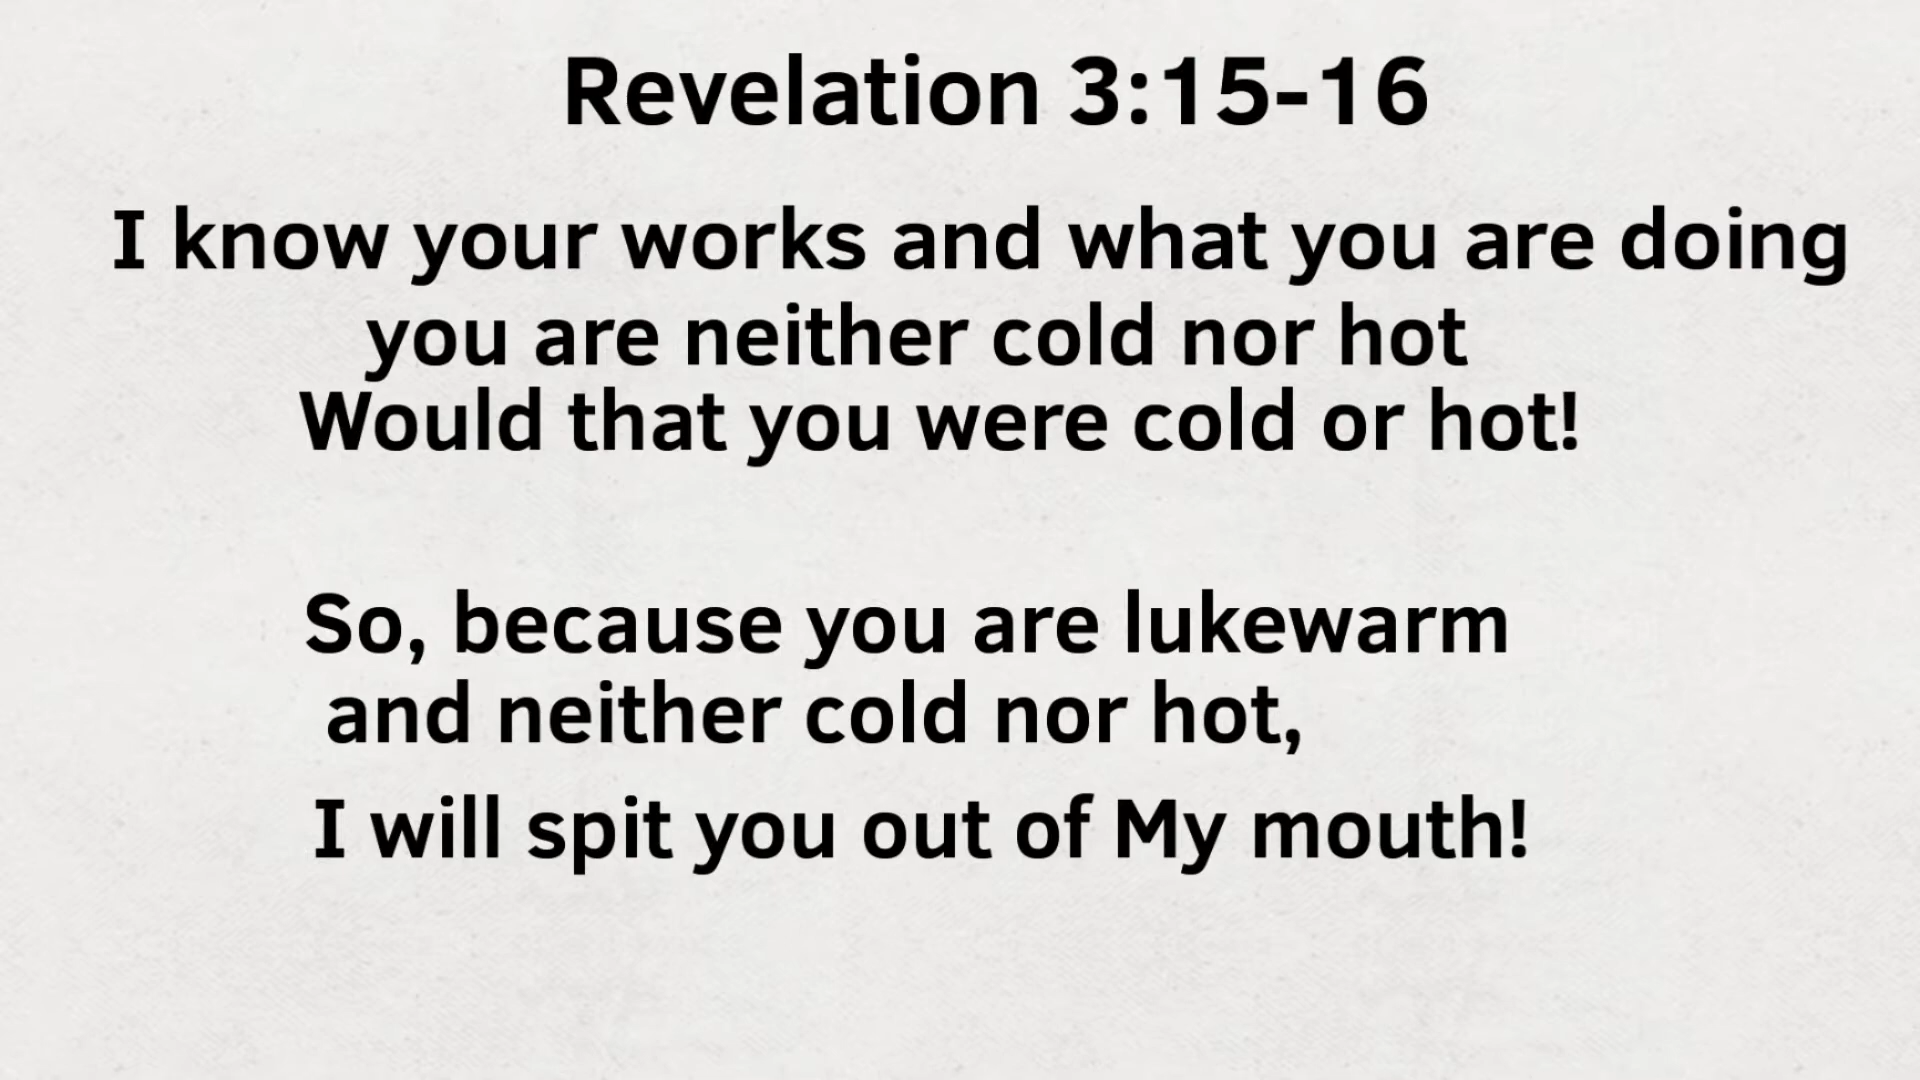 Revelation 3:15-16
I know your works and what you are doing
you are neither cold nor hot
Would that you were cold or hot!
So, because you are lukewarm
and neither cold nor hot,
I will spit you out of My mouth!